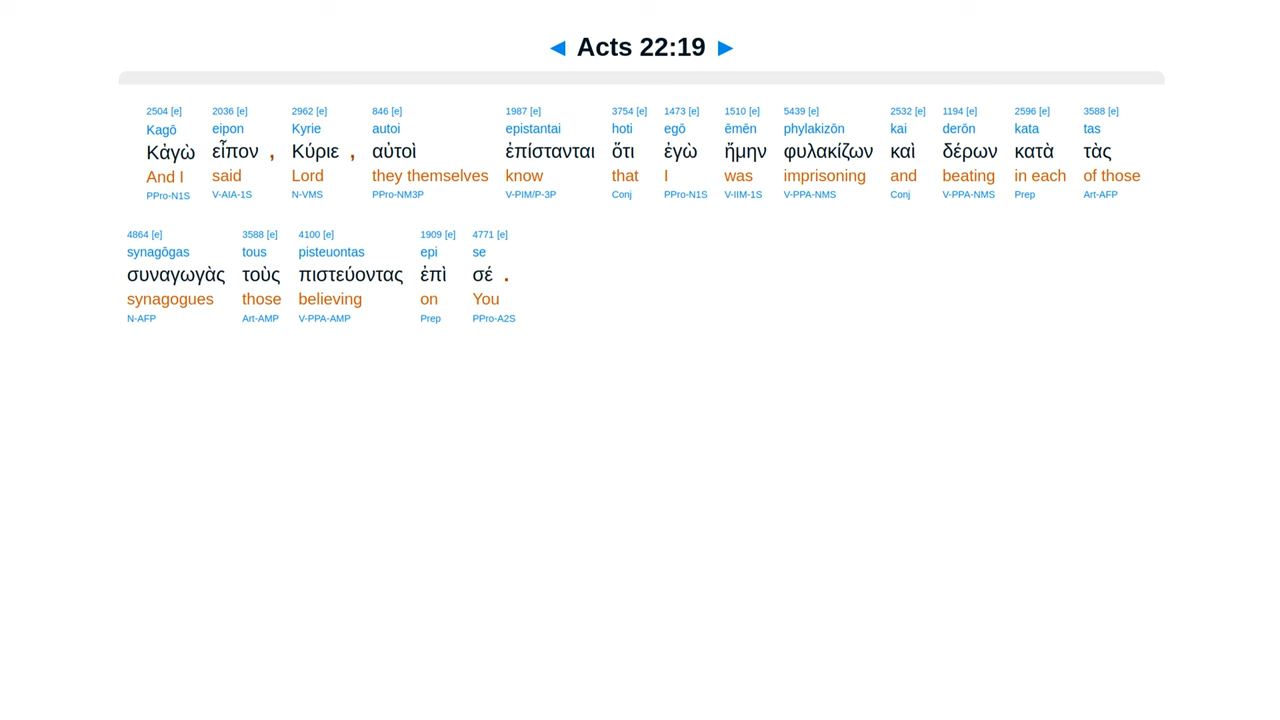 ◄ Acts 22:19 ►
2504 [e] 2036 [e] 2962 [e] 846 [e] 1987 [e] 3754 [e] 1473 [e] 1510 [e] 5439 [e] 2532 [e] 1194 [e] 2596 [e] 3588 [e]
Kagō eipon Kyrie autoi epistantai hoti egō ēmēn phylakizōn kai derōn kata tas
Κἀγὼ εἶπον , Κύριε , αὐτοὶ ἐπίστανται ὅτι ἐγὼ ἤμην φυλακίζων καὶ δέρων κατὰ τὰς
And I said Lord they themselves know that I was imprisoning and beating in each of those
PPro-N1S V-AIA-1S N-VMS PPro-NM3P V-PIM/P-3P Conj PPro-N1S V-IIM-1S V-PPA-NMS Conj V-PPA-NMS Prep Art-AFP
4864 [e] 3588 [e] 4100 [e] 1909 [e] 4771 [e]
synagōgas tous pisteuontas epi se
συναγωγὰς τοὺς πιστεύοντας ἐπὶ σέ .
synagogues those believing on You
N-AFP Art-AMP V-PPA-AMP Prep PPro-A2S